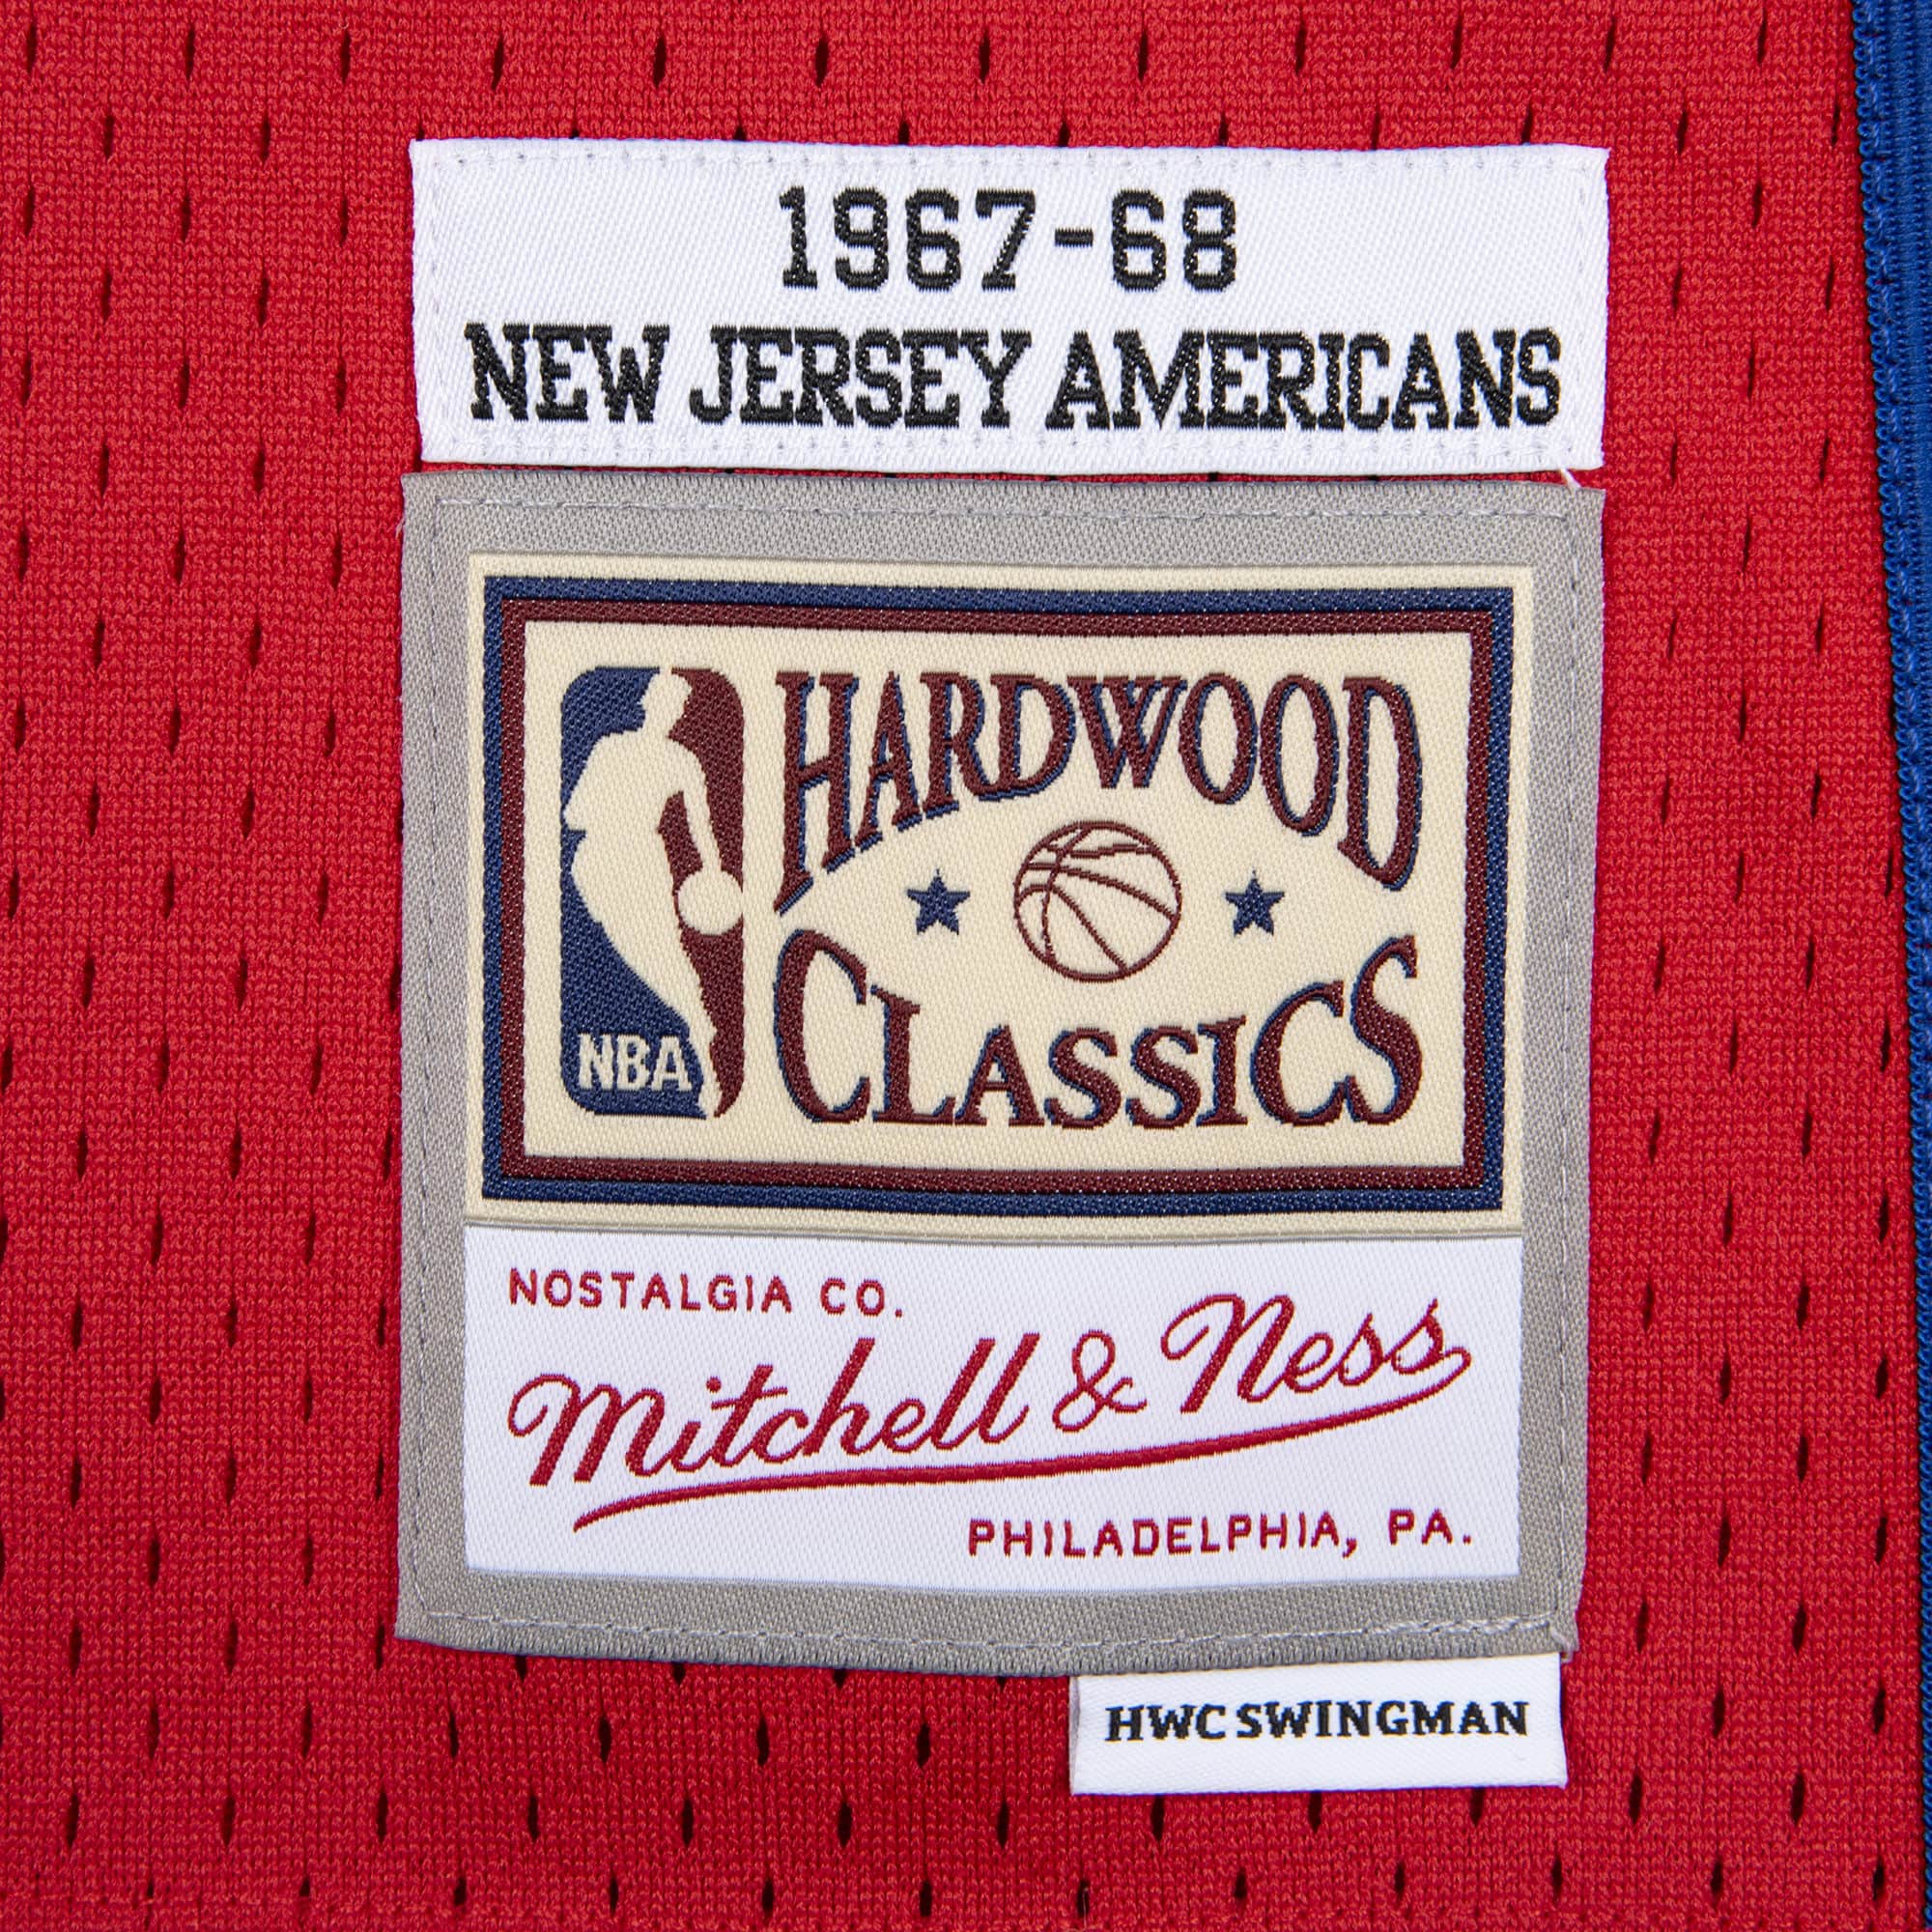 1967-68
NEW JERSEY AMERICANS
HARDWOOD
CLASSICS
NBA
NOSTALGIA CO.
Mitchell & Ness
PHILADELPHIA, PA.
HWC SWINGMAN